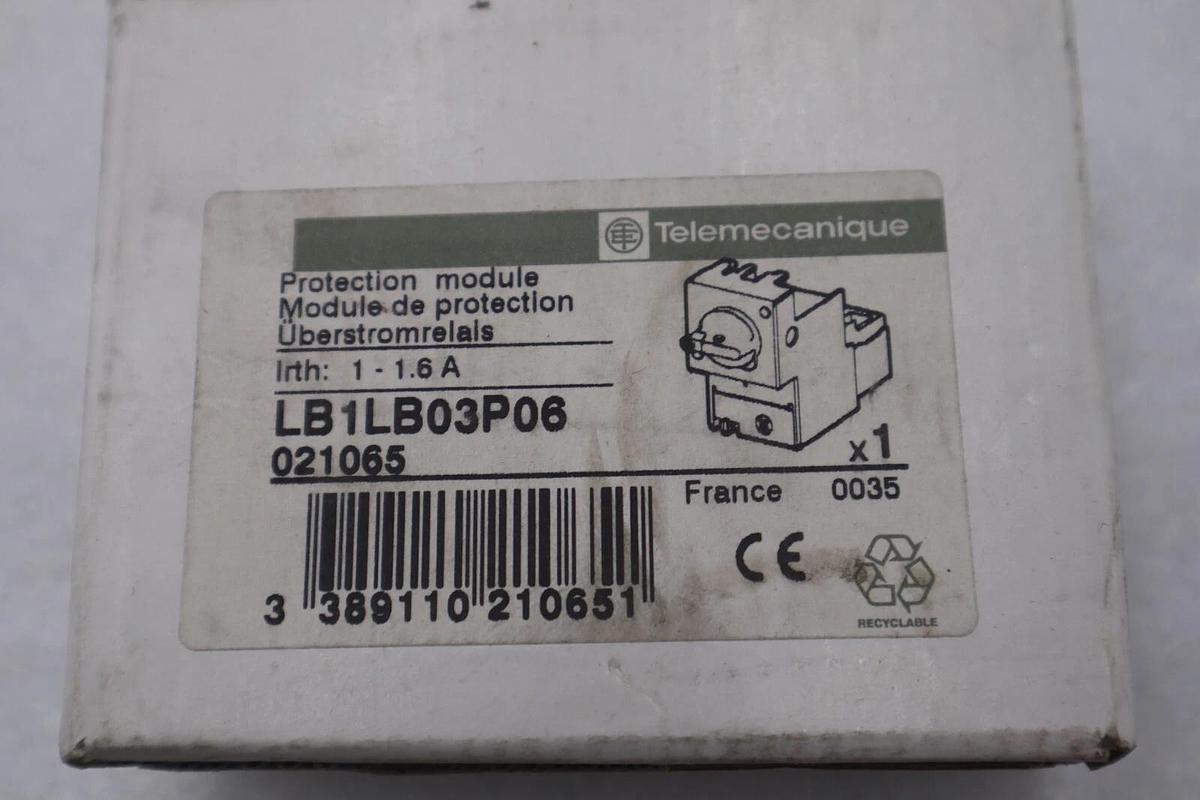 Telemecanique
Protection module
Module de protection
Überstromrelais
Irth: 1 - 1.6 A
LB1LB03P06
021065
x1
France 0035
CE
3 389110 210651
RECYCLABLE